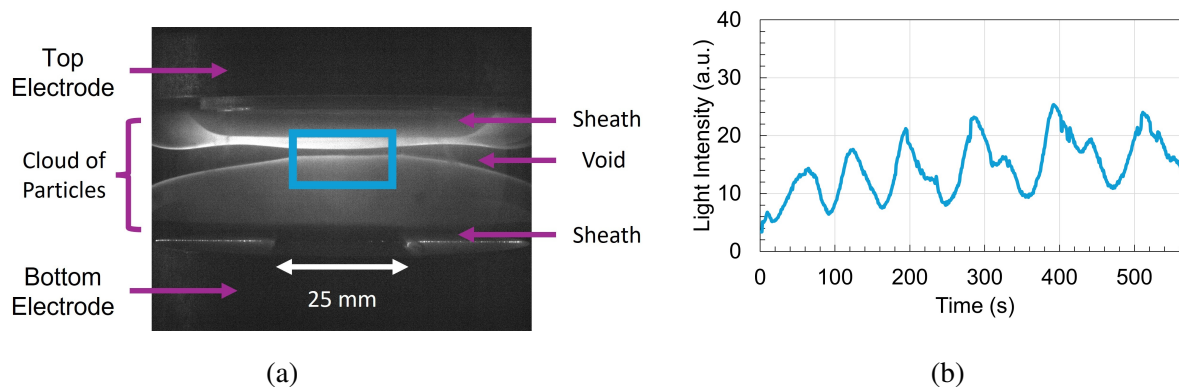 Top
Electrode
Cloud of
Particles
Bottom
Electrode
Sheath
Void
Sheath
25 mm
(a)
Light Intensity (a.u.)
40
30
20
10
0
0 100 200 300 400 500
Time (s)
(b)